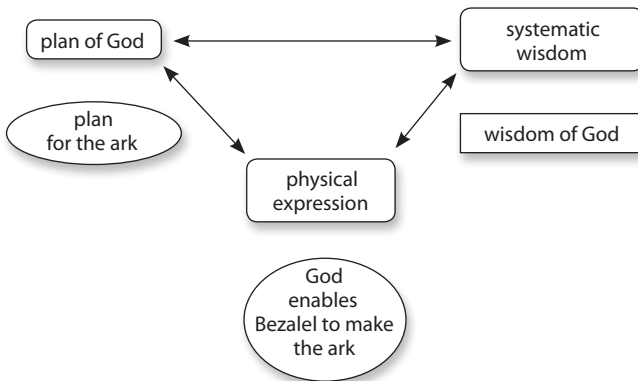 plan of God
systematic
wisdom
plan
for the ark
wisdom of God
physical
expression
God
enables
Bezalel to make
the ark